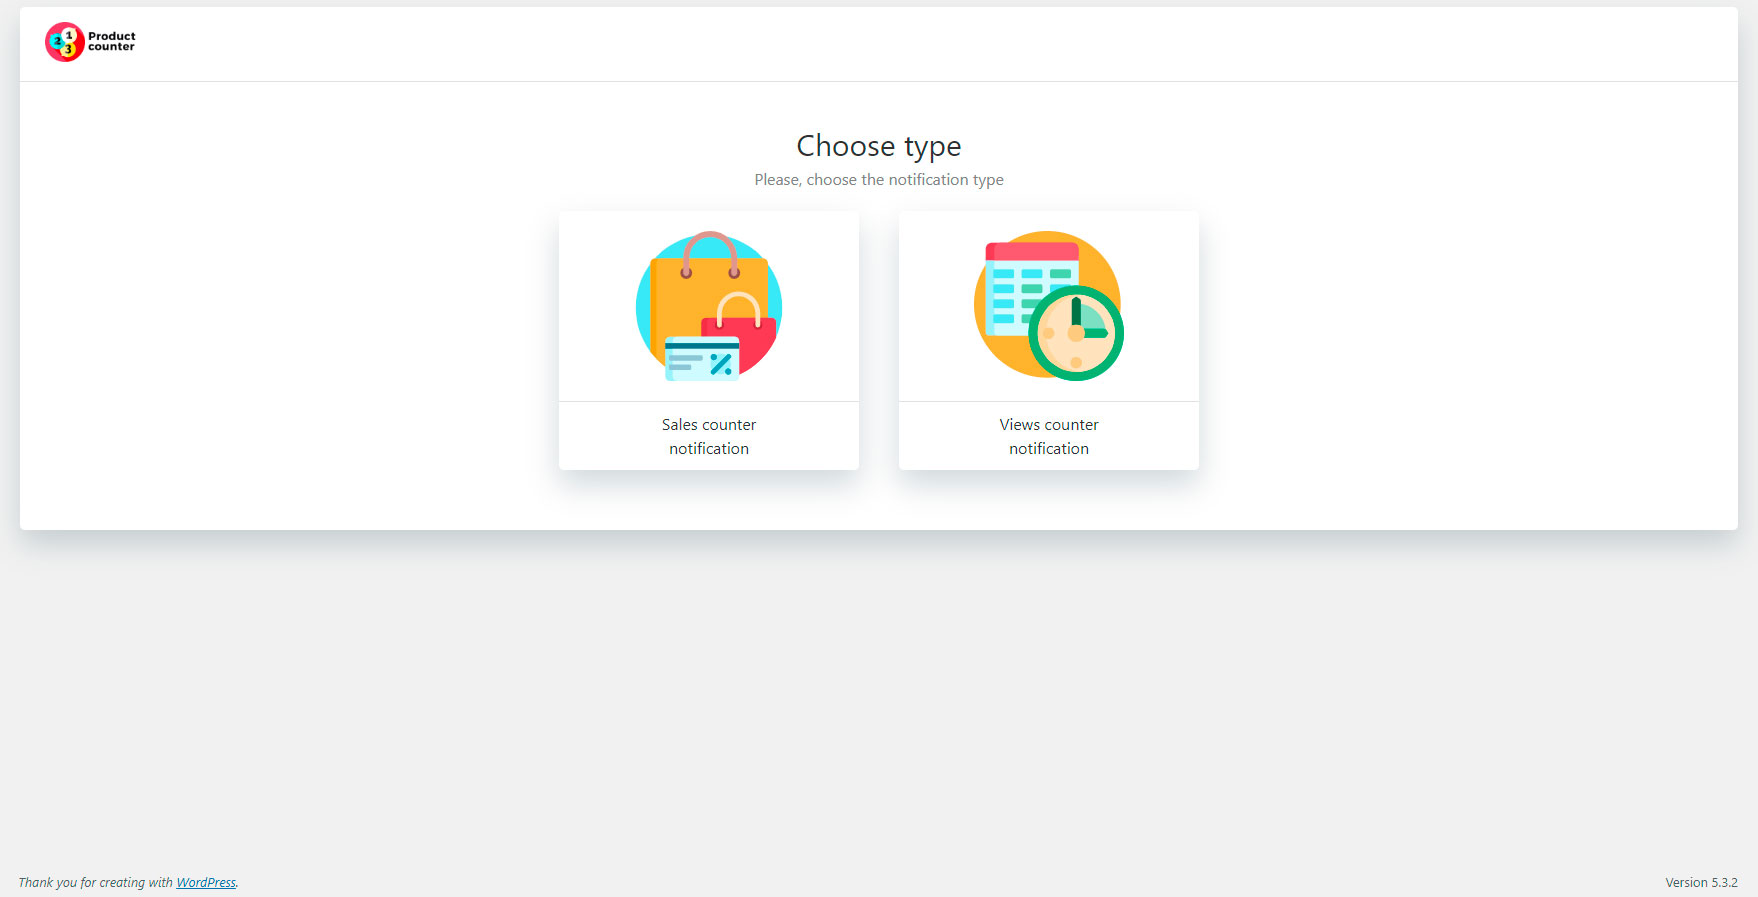 1
2
3
Product
counter
Choose type
Please, choose the notification type
Sales counter
notification
Views counter
notification
Thank you for creating with WordPress.
Version 5.3.2